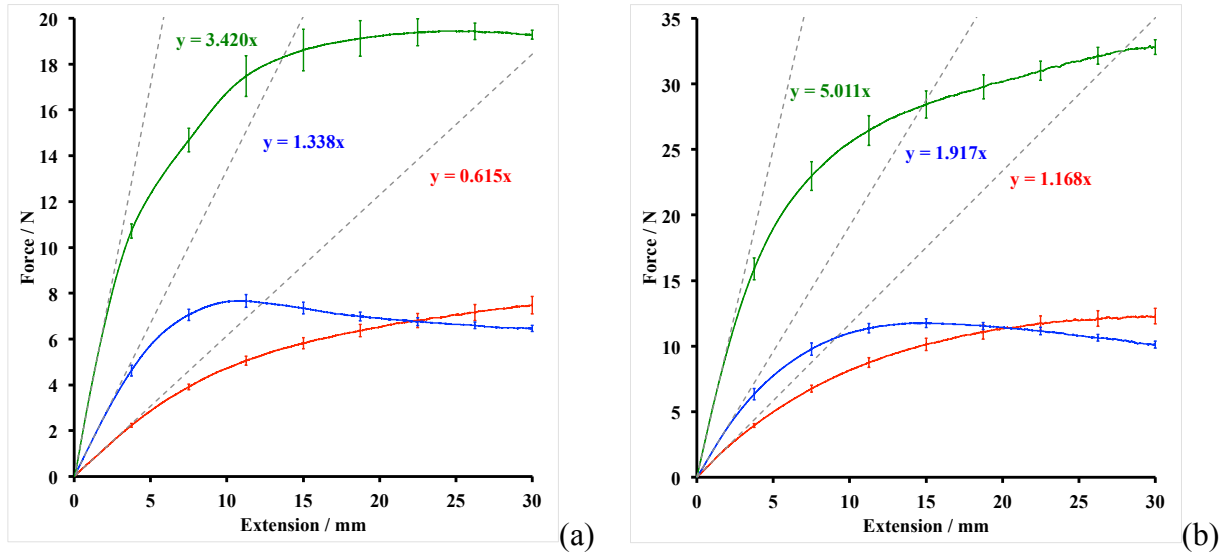 20
18
16
14
12
10
8
6
4
2
0
Force / N
y = 3.420x
y = 1.338x
y = 0.615x
0 5 10 15 20 25 30
Extension / mm
(a)
35
30
25
20
15
10
5
0
Force / N
y = 5.011x
y = 1.917x
y = 1.168x
0 5 10 15 20 25 30
Extension / mm
(b)